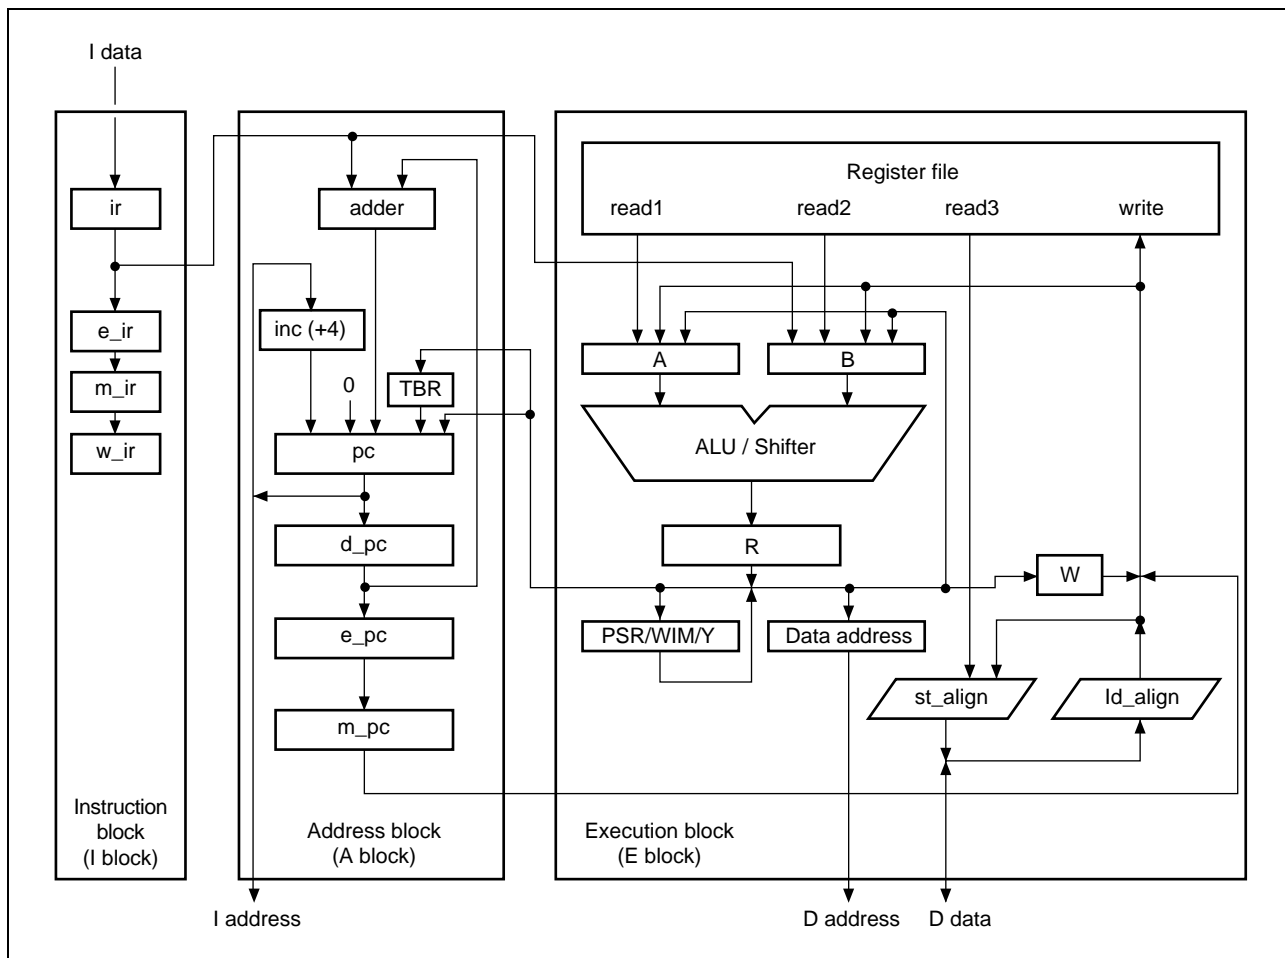 I data
ir
e_ir
m_ir
w_ir
Instruction
block
(I block)
adder
inc (+4)
0
TBR
pc
d_pc
e_pc
m_pc
Address block
(A block)
I address
Register file
read1 read2 read3 write
A
B
ALU / Shifter
R
W
PSR/WIM/Y
Data address
st_align
ld_align
Execution block
(E block)
D address
D data